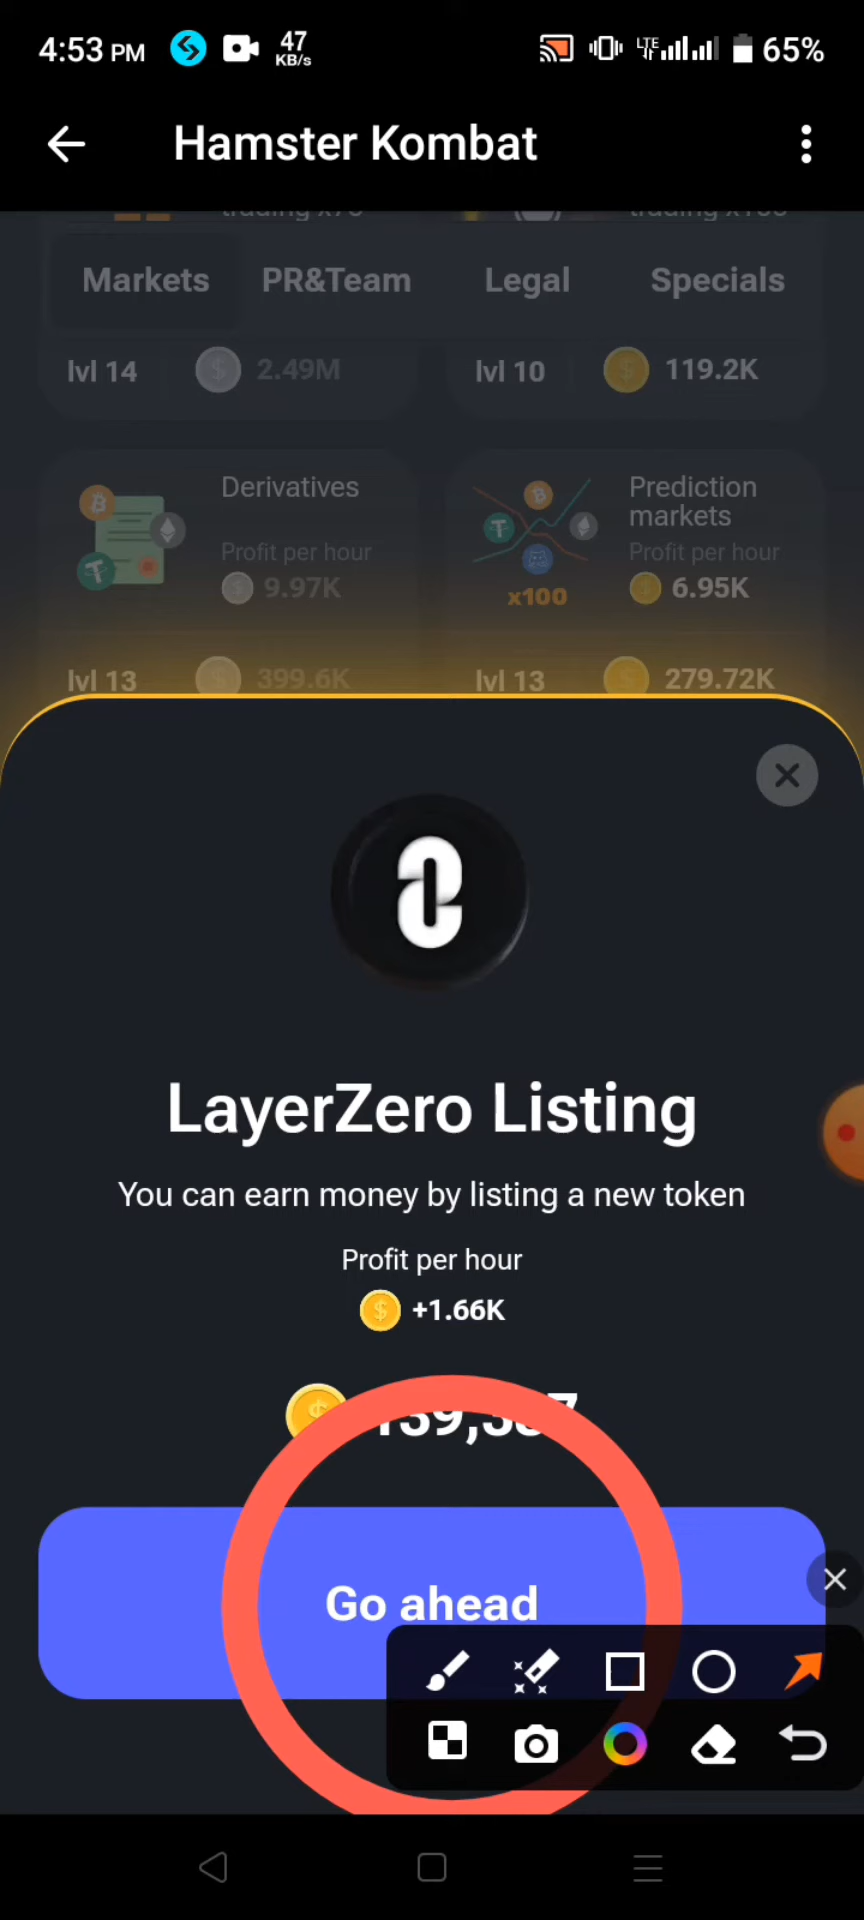 4:53 PM 47 KB/s LTE 65%
Hamster Kombat
Markets PR&Team Legal Specials
lvl 14 2.49M lvl 10 119.2K
Derivatives
Profit per hour
9.97K
Prediction
markets
Profit per hour
x100 6.95K
lvl 13 399.6K lvl 13 279.72K
LayerZero Listing
You can earn money by listing a new token
Profit per hour
+1.66K
Go ahead